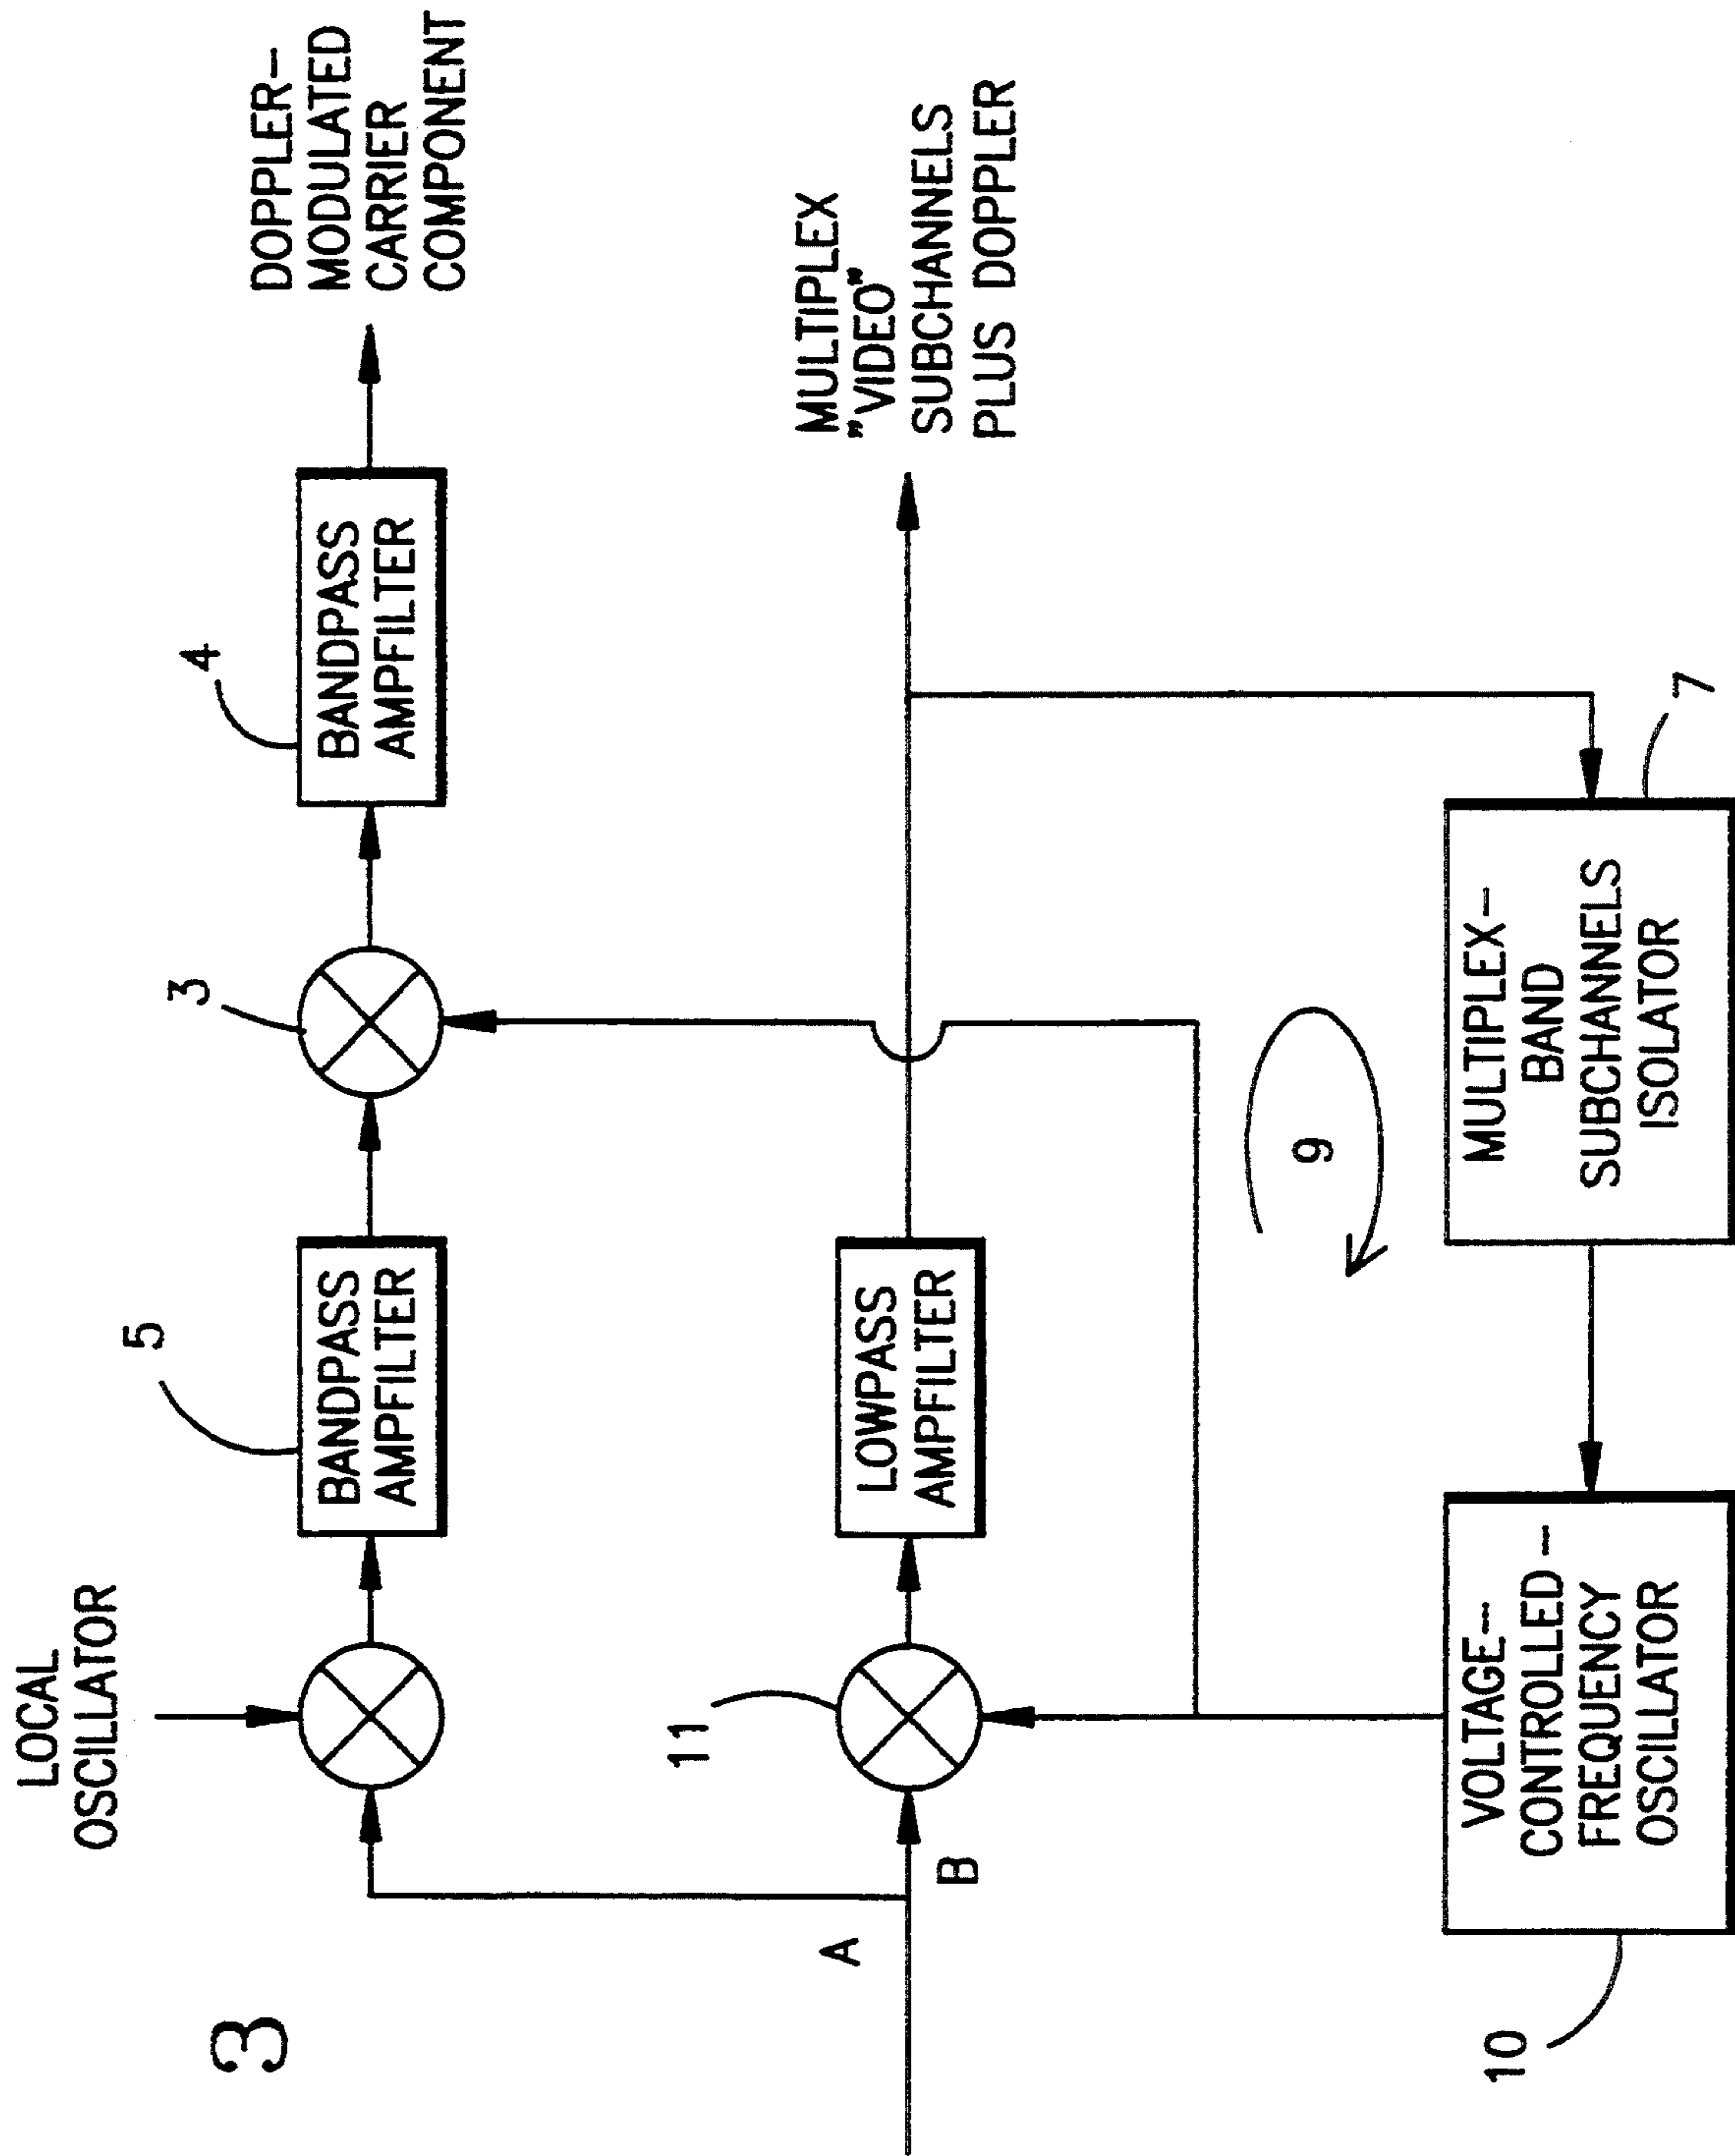 3
LOCAL
OSCILLATOR
5
BANDPASS
AMPFILTER
3
4
BANDPASS
AMPFILTER
DOPPLER-
MODULATED
CARRIER
COMPONENT
A
B
11
LOWPASS
AMPFILTER
MULTIPLEX
"VIDEO"
SUBCHANNELS
PLUS DOPPLER
9
10
VOLTAGE-
CONTROLLED-
FREQUENCY
OSCILLATOR
MULTIPLEX-
BAND
SUBCHANNELS
ISOLATOR
7